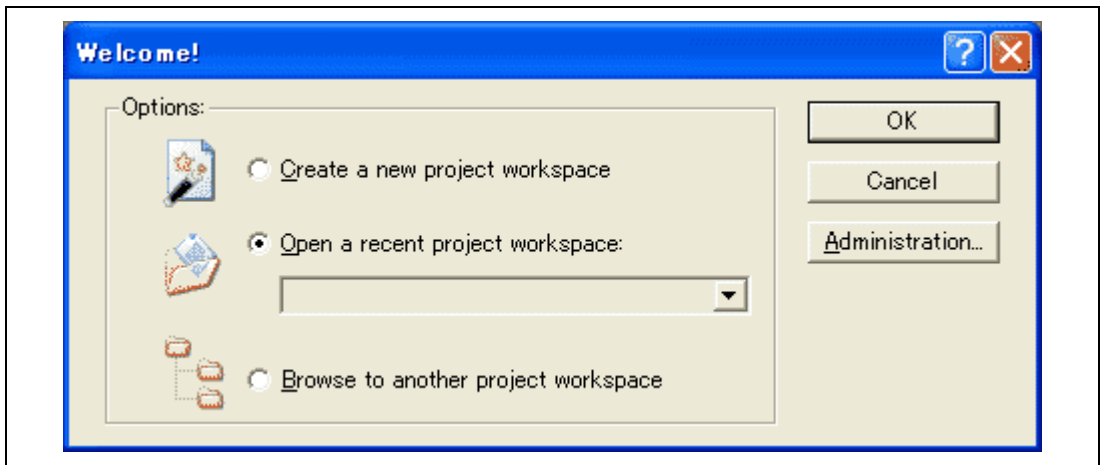 Welcome!
Options:
Create a new project workspace
Open a recent project workspace:
Browse to another project workspace
OK
Cancel
Administration...